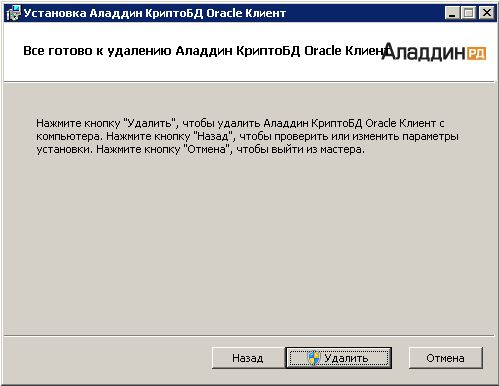 Установка Аладдин КриптоБД Oracle Клиент
Все готово к удалению Аладдин КриптоБД Oracle Клиент
Аладдин РД
Нажмите кнопку "Удалить", чтобы удалить Аладдин КриптоБД Oracle Клиент с
компьютера. Нажмите кнопку "Назад", чтобы проверить или изменить параметры
установки. Нажмите кнопку "Отмена", чтобы выйти из мастера.
Назад
Удалить
Отмена